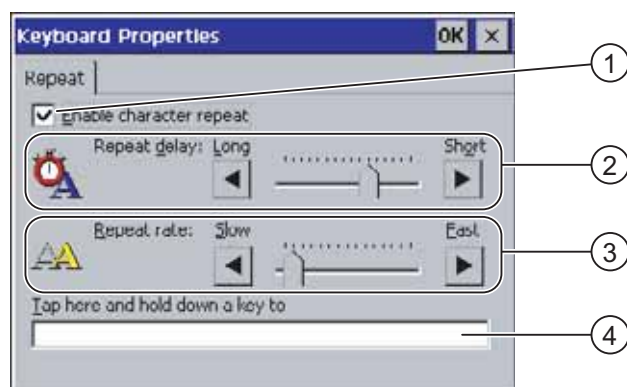 Keyboard Properties OK ×
Repeat
1
Enable character repeat
Repeat delay: Long Short
2
Repeat rate: Slow Fast
3
Tap here and hold down a key to
4